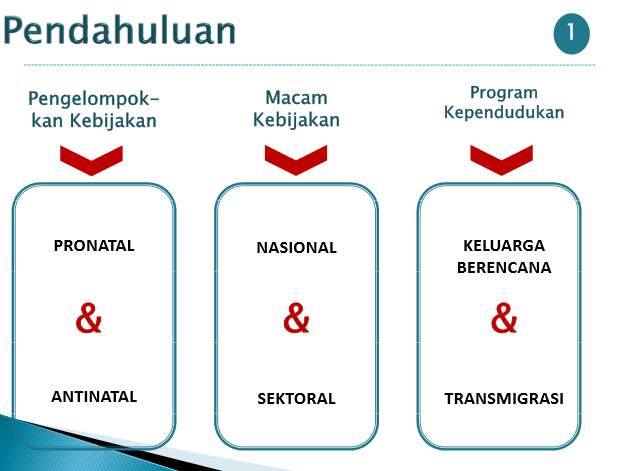 Pendahuluan
1
Pengelompok-
kan Kebijakan
Macam
Kebijakan
Program
Kependudukan
PRONATAL
&
ANTINATAL
NASIONAL
&
SEKTORAL
KELUARGA
BERENCANA
&
TRANSMIGRASI